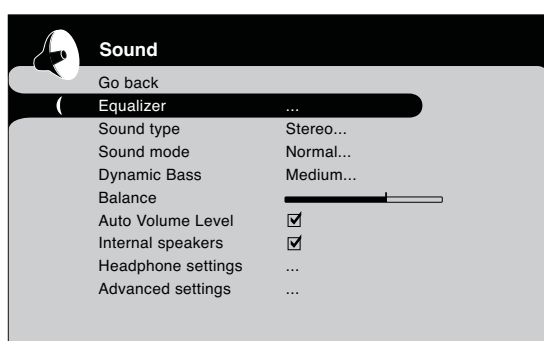 Sound
Go back
Equalizer ...
Sound type Stereo...
Sound mode Normal...
Dynamic Bass Medium...
Balance
Auto Volume Level
Internal speakers
Headphone settings ...
Advanced settings ...